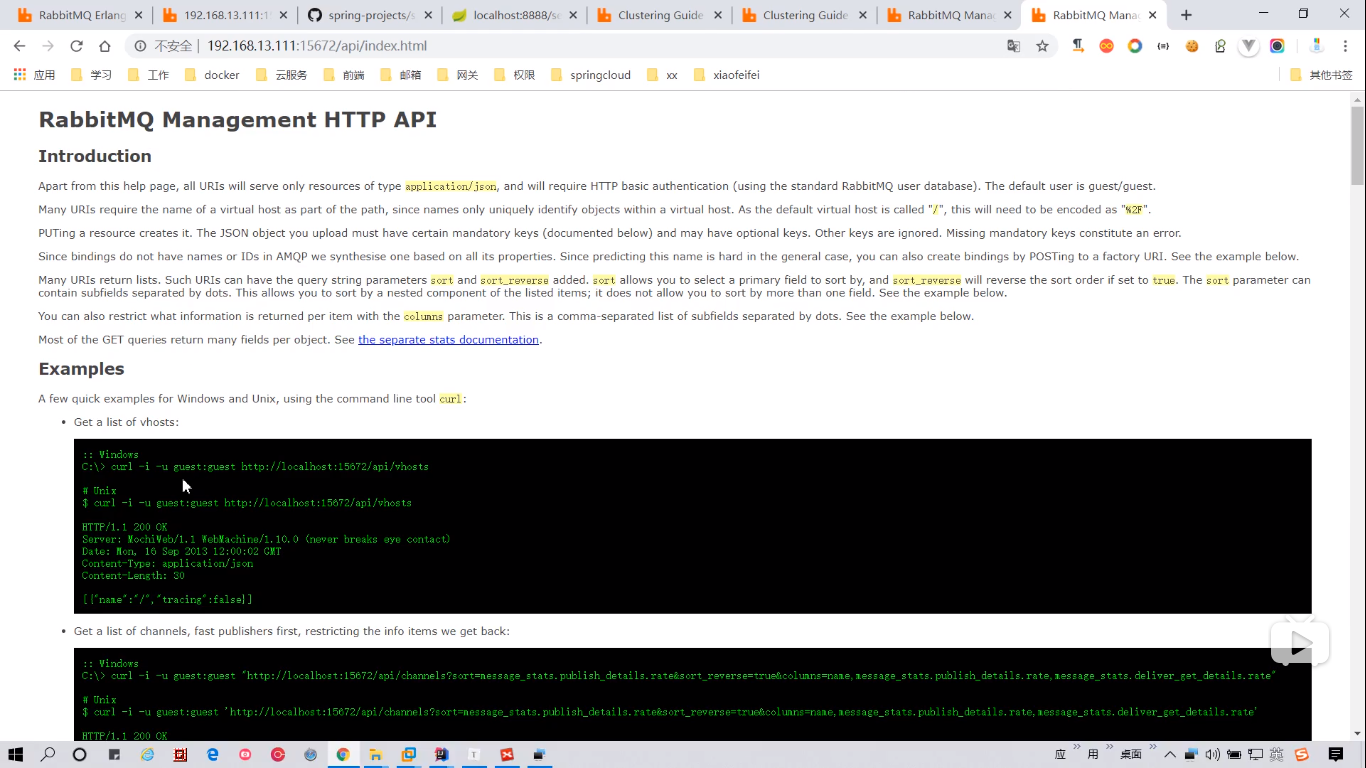 RabbitMQ Erlang
192.168.13.111:1
spring-projects/s
localhost:8888/se
Clustering Guide
Clustering Guide
RabbitMQ Mana
RabbitMQ Mana
不安全 | 192.168.13.111:15672/api/index.html
应用 学习 工作 docker 云服务 前端 邮箱 网关 权限 springcloud xx xiaofeifei 其他书签
RabbitMQ Management HTTP API
Introduction
Apart from this help page, all URIs will serve only resources of type application/json, and will require HTTP basic authentication (using the standard RabbitMQ user database). The default user is guest/guest.
Many URIs require the name of a virtual host as part of the path, since names only uniquely identify objects within a virtual host. As the default virtual host is called "/", this will need to be encoded as "%2F".
PUTing a resource creates it. The JSON object you upload must have certain mandatory keys (documented below) and may have optional keys. Other keys are ignored. Missing mandatory keys constitute an error.
Since bindings do not have names or IDs in AMQP we synthesise one based on all its properties. Since predicting this name is hard in the general case, you can also create bindings by POSTing to a factory URI. See the example below.
Many URIs return lists. Such URIs can have the query string parameters sort and sort_reverse added. sort allows you to select a primary field to sort by, and sort_reverse will reverse the sort order if set to true. The sort parameter can
contain subfields separated by dots. This allows you to sort by a nested component of the listed items; it does not allow you to sort by more than one field. See the example below.
You can also restrict what information is returned per item with the columns parameter. This is a comma-separated list of subfields separated by dots. See the example below.
Most of the GET queries return many fields per object. See the separate stats documentation.
Examples
A few quick examples for Windows and Unix, using the command line tool curl:
• Get a list of vhosts:
:: Windows
C:\> curl -i -u guest:guest http://localhost:15672/api/vhosts
# Unix
$ curl -i -u guest:guest http://localhost:15672/api/vhosts
HTTP/1.1 200 OK
Server: MochiWeb/1.1 WebMachine/1.10.0 (never breaks eye contact)
Date: Mon, 16 Sep 2013 12:00:02 GMT
Content-Type: application/json
Content-Length: 30
[{"name":"/","tracing":false}]
• Get a list of channels, fast publishers first, restricting the info items we get back:
:: Windows
C:\> curl -i -u guest:guest "http://localhost:15672/api/channels?sort=message_stats.publish_details.rate&sort_reverse=true&columns=name,message_stats.publish_details.rate,message_stats.deliver_get_details.rate"
# Unix
$ curl -i -u guest:guest 'http://localhost:15672/api/channels?sort=message_stats.publish_details.rate&sort_reverse=true&columns=name,message_stats.publish_details.rate,message_stats.deliver_get_details.rate'
HTTP/1.1 200 OK
应 » 用 » 桌面 » 英